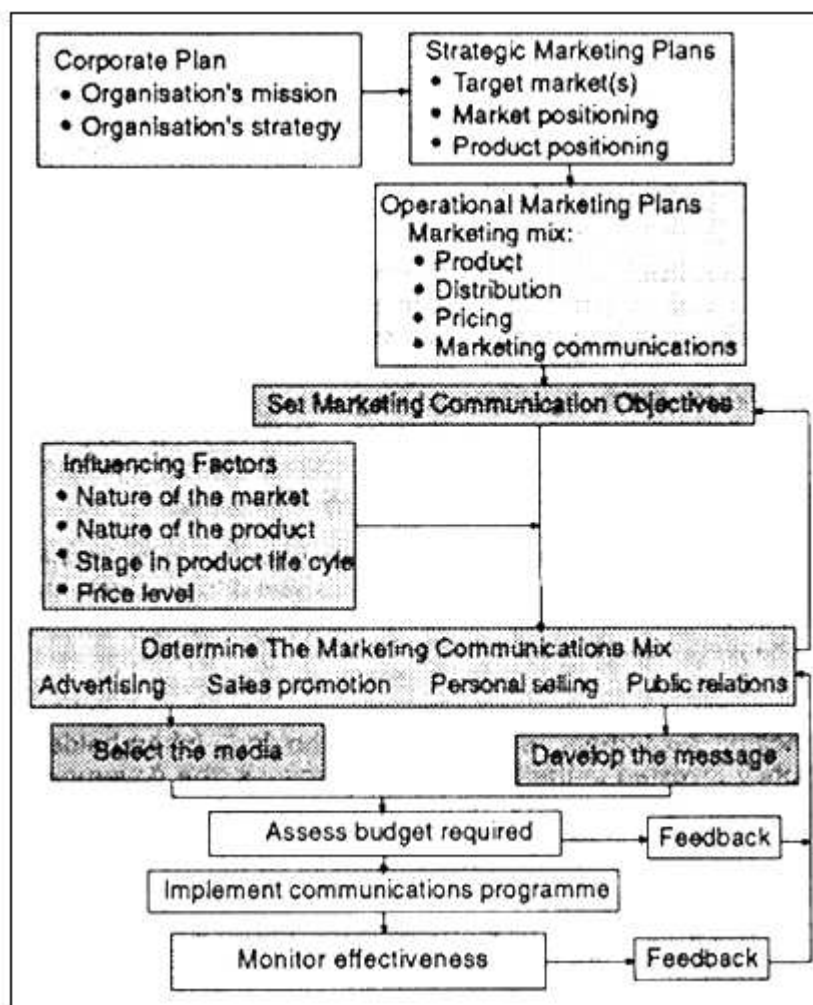 Corporate Plan
• Organisation's mission
• Organisation's strategy
Strategic Marketing Plans
• Target market(s)
• Market positioning
• Product positioning
Operational Marketing Plans
Marketing mix:
• Product
• Distribution
• Pricing
• Marketing communications
Set Marketing Communication Objectives
Influencing Factors
• Nature of the market
• Nature of the product
• Stage in product life cyfe
• Price level
Determine The Marketing Communications Mix
Advertising Sales promotion Personal selling Public relations
Select the media
Develop the message
Assess budget required
Feedback
Implement communications programme
Monitor effectiveness
Feedback